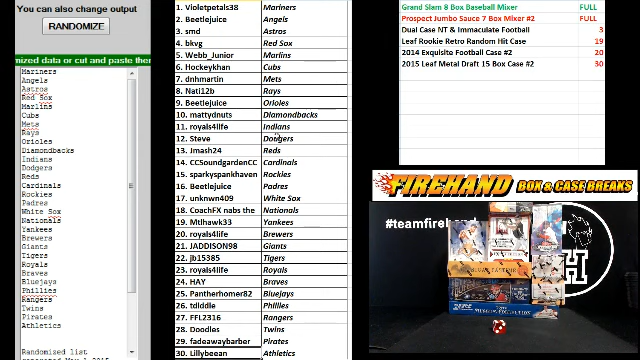 You can also change output
RANDOMIZE
mized data or cut and paste them
Mariners
Angels
Astros
Red Sox
Marlins
Cubs
Mets
Rays
Orioles
Diamondbacks
Indians
Dodgers
Reds
Cardinals
Rockies
Padres
White Sox
Nationals
Yankees
Brewers
Giants
Tigers
Royals
Braves
Bluejays
Phillies
Rangers
Twins
Pirates
Athletics
Randomized list
1. Violetpetals38 Mariners
2. Beetlejuice Angels
3. smd Astros
4. bkvg Red Sox
5. Webb_Junior Marlins
6. Hockeykhan Cubs
7. dnhmartin Mets
8. Nati12b Rays
9. Beetlejuice Orioles
10. mattydnuts Diamondbacks
11. royals4life Indians
12. Steve Dodgers
13. Jmash24 Reds
14. CCSoundgardenCC Cardinals
15. sparkyspankhaven Rockies
16. Beetlejuice Padres
17. unknwn409 White Sox
18. CoachFX nabs the Nationals
19. Mtlhawk33 Yankees
20. royals4life Brewers
21. JADDISON98 Giants
22. jb15385 Tigers
23. royals4life Royals
24. HAY Braves
25. Pantherhomer82 Bluejays
26. tdiddle Phillies
27. FFL2316 Rangers
28. Doodles Twins
29. fadeawaybarber Pirates
30. Lillybeean Athletics
Grand Slam 8 Box Baseball Mixer FULL
Prospect Jumbo Sauce 7 Box Mixer #2 FULL
Dual Case NT & Immaculate Football 3
Leaf Rookie Retro Random Hit Case 19
2014 Exquisite Football Case #2 20
2015 Leaf Metal Draft 15 Box Case #2 30
FIREHAND BOX & CASE BREAKS
#teamfirehand